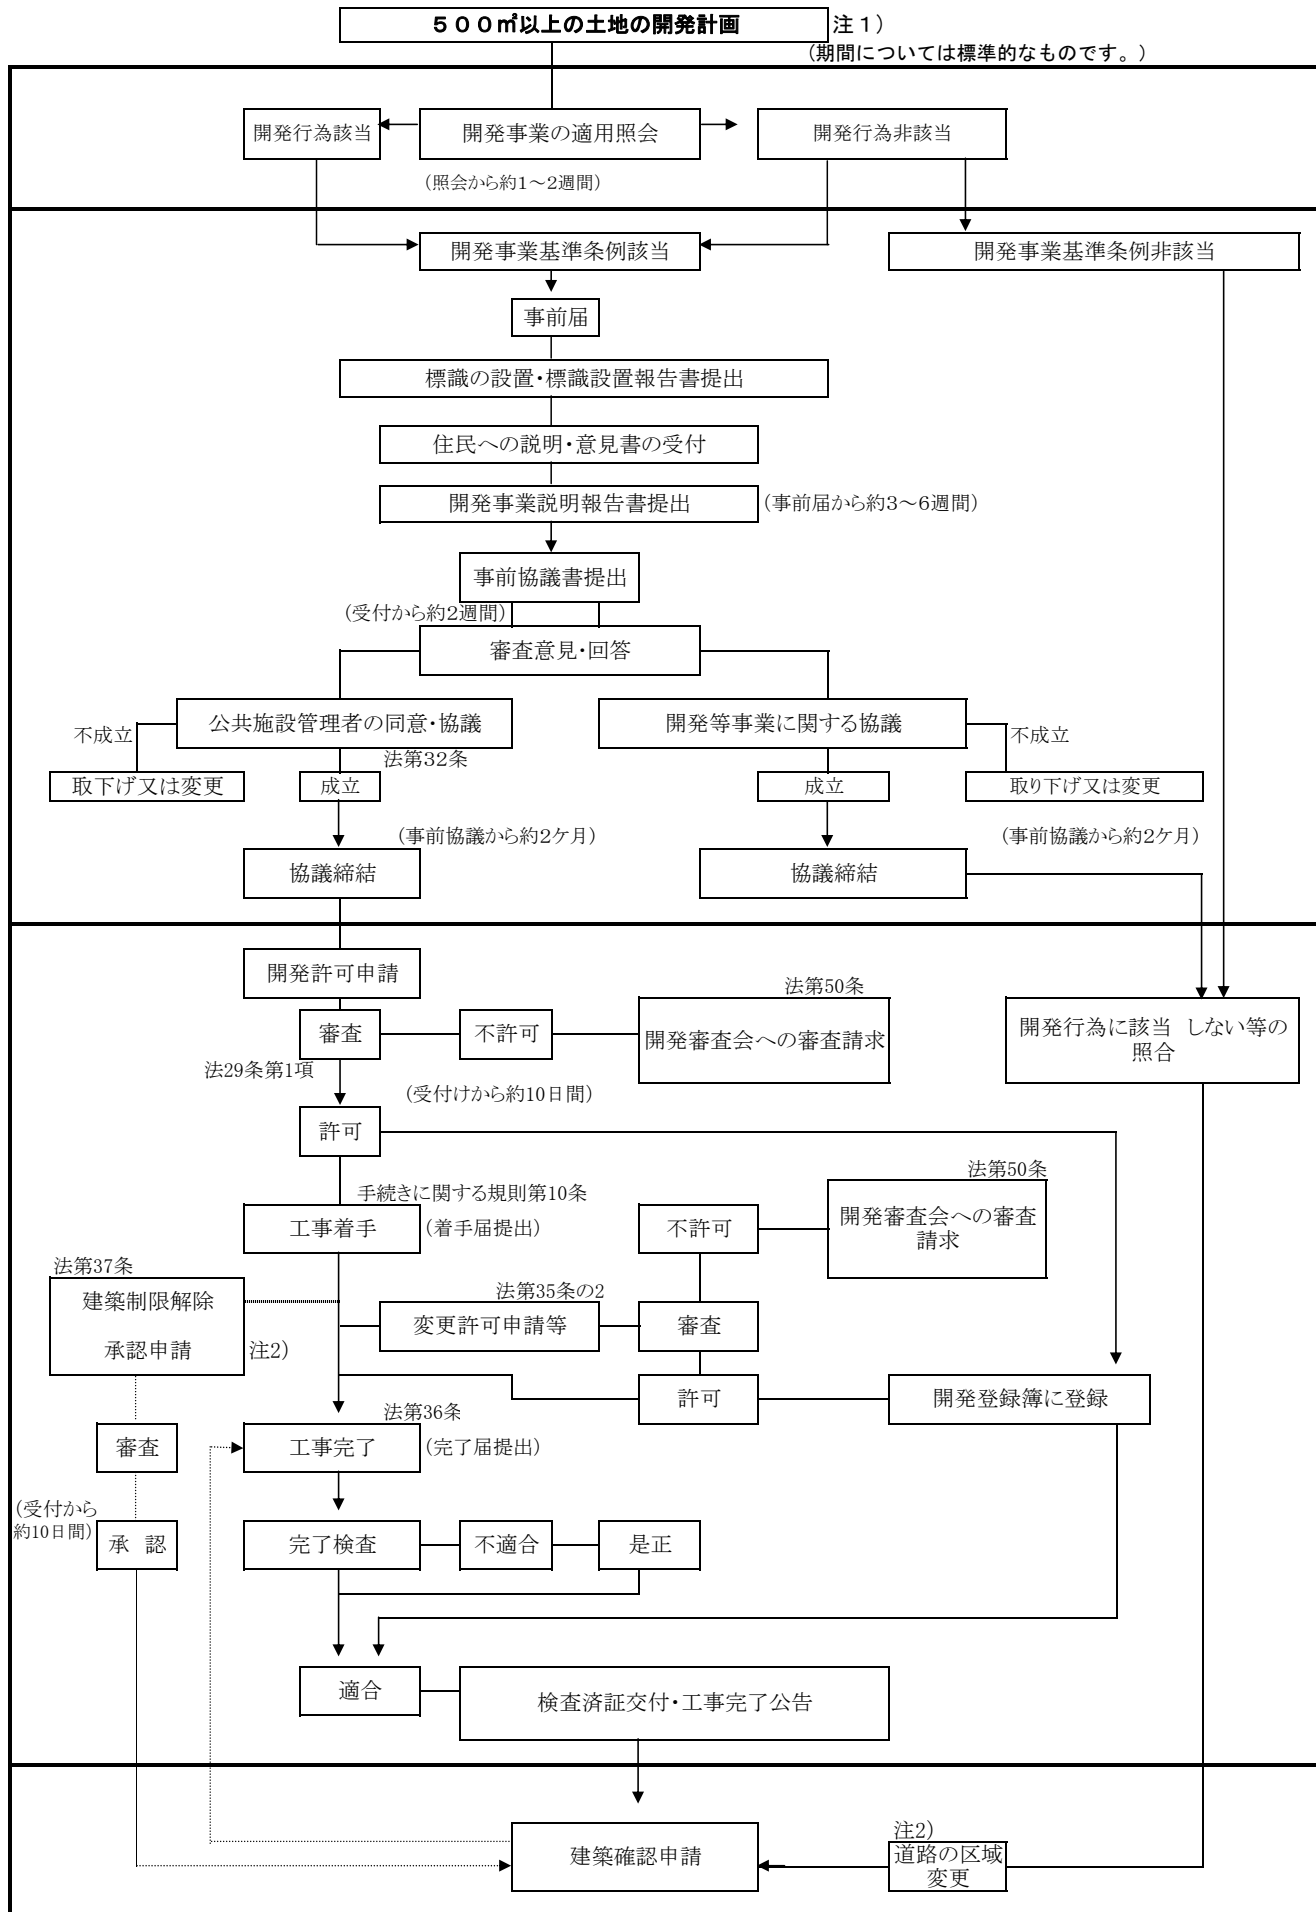 ５００㎡以上の土地の開発計画
注１）
（期間については標準的なものです。）
開発行為該当
開発事業の適用照会
開発行為非該当
（照会から約1～2週間）
開発事業基準条例該当
開発事業基準条例非該当
事前届
標識の設置・標識設置報告書提出
住民への説明・意見書の受付
開発事業説明報告書提出
（事前届から約3～6週間）
事前協議書提出
（受付から約2週間）
審査意見・回答
公共施設管理者の同意・協議
開発等事業に関する協議
不成立
不成立
法第32条
取下げ又は変更
成立
成立
取り下げ又は変更
（事前協議から約2ケ月）
（事前協議から約2ケ月）
協議締結
協議締結
開発許可申請
法第50条
審査
不許可
開発審査会への審査請求
開発行為に該当 しない等の
照合
法29条第1項
（受付けから約10日間）
許可
法第50条
手続きに関する規則第10条
工事着手
（着手届提出）
不許可
開発審査会への審査
請求
法第37条
建築制限解除
承認申請
注2）
法第35条の2
変更許可申請等
審査
許可
開発登録簿に登録
法第36条
工事完了
（完了届提出）
審査
（受付から
約10日間）
承 認
完了検査
不適合
是正
適合
検査済証交付・工事完了公告
建築確認申請
注2）
道路の区域
変更